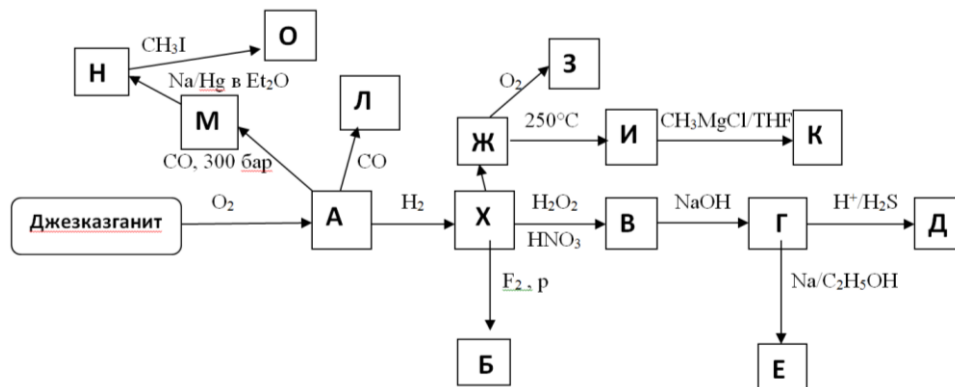 О
CH₃I
Н
З
Na/Hg в Et₂O
O₂
Л
М
250°C
CH₃MgCl/THF
Ж
И
К
CO, 300 бар
CO
Джезказганит
O₂
А
H₂
Х
H₂O₂
HNO₃
В
NaOH
Г
H⁺/H₂S
Д
F₂ , p
Na/C₂H₅OH
Б
Е